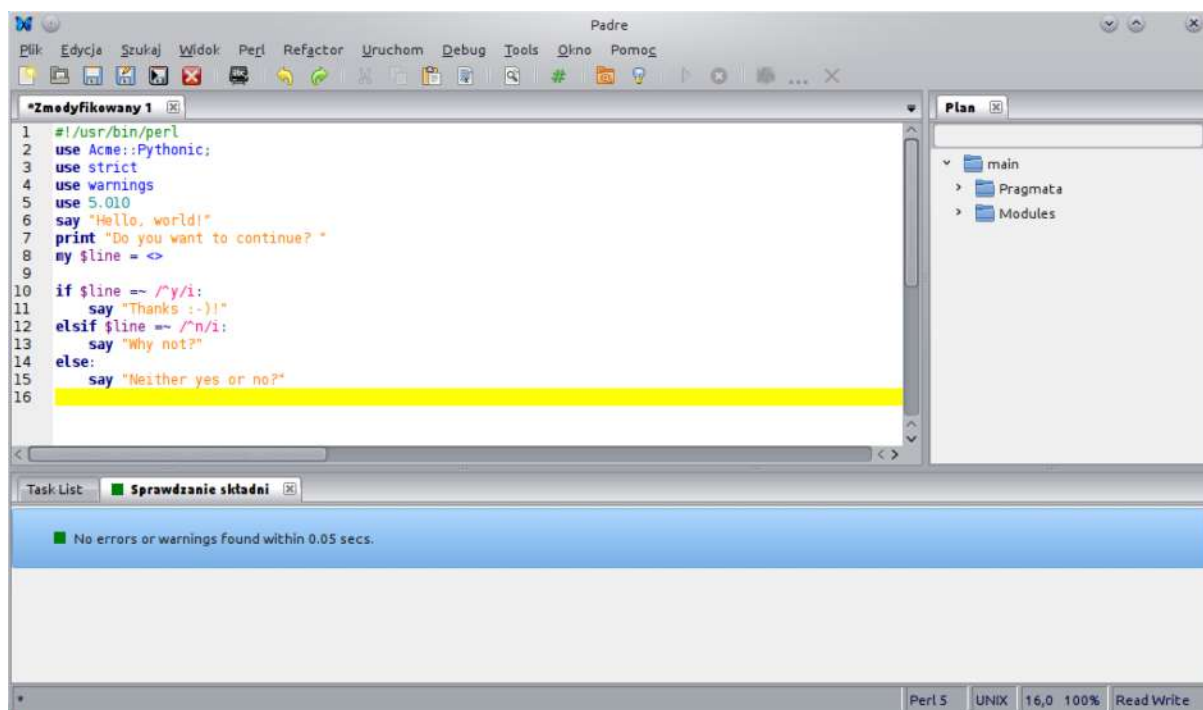 Padre
Plik Edycja Szukaj Widok Perl Refactor Uruchom Debug Tools Okno Pomoc
*Zmodyfikowany 1
1 #!/usr/bin/perl
2 use Acme::Pythonic;
3 use strict
4 use warnings
5 use 5.010
6 say "Hello, world!"
7 print "Do you want to continue? "
8 my $line = <>
9
10 if $line =~ /^y/i:
11     say "Thanks :-)!"
12 elsif $line =~ /^n/i:
13     say "Why not?"
14 else:
15     say "Neither yes or no?"
16
Plan
main
Pragmata
Modules
Task List Sprawdzanie składni
No errors or warnings found within 0.05 secs.
* Perl 5 UNIX 16,0 100% Read Write